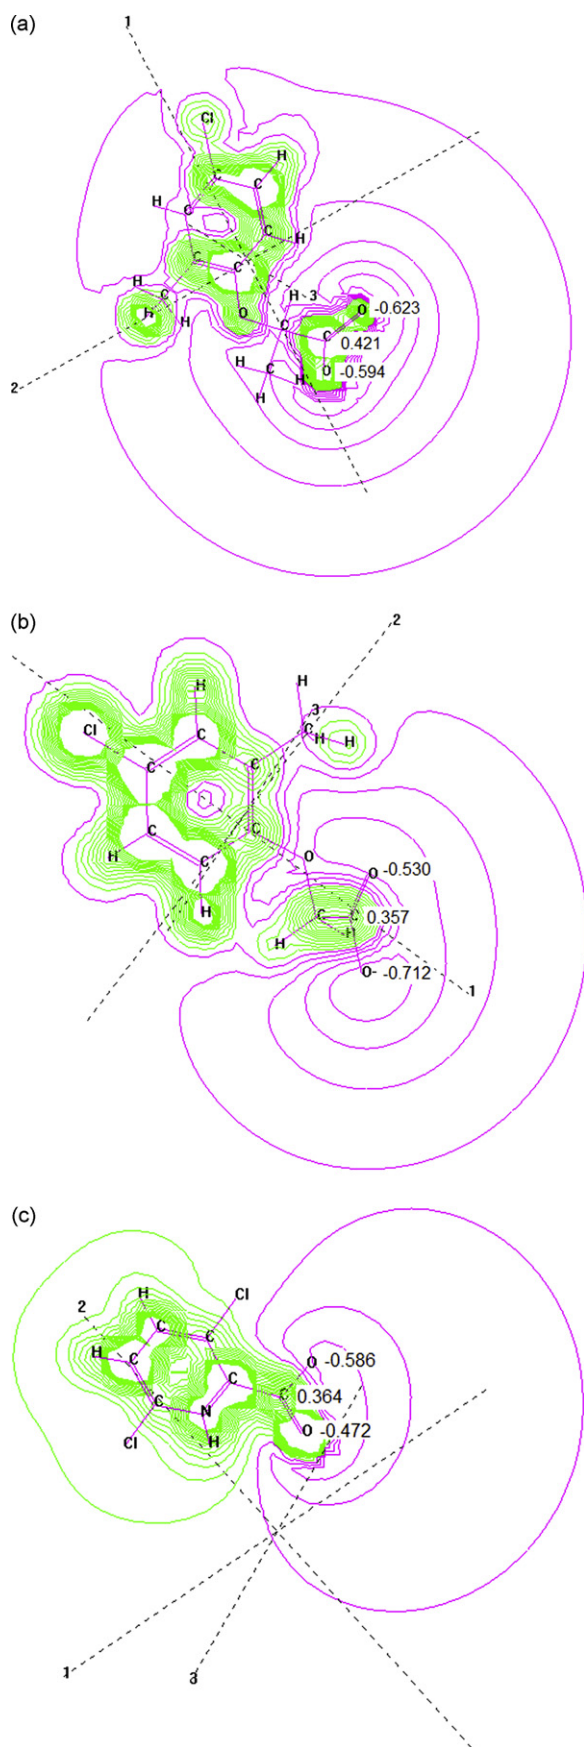 (a)
1
Cl
H
C
C
H
C
C
H
C
C
H
C
H
H
H
3
O
O -0.623
C 0.421
2
H
C
H
O -0.594
H
(b)
2
H
H
3
Cl
C
C
H
H
C
C
C
C
O
O -0.530
H
C
H
C
C 0.357
H
H
O- -0.712
1
(c)
H
Cl
2
C
C
O -0.586
H
C
C
C 0.364
C
N
O -0.472
Cl
H
1
3